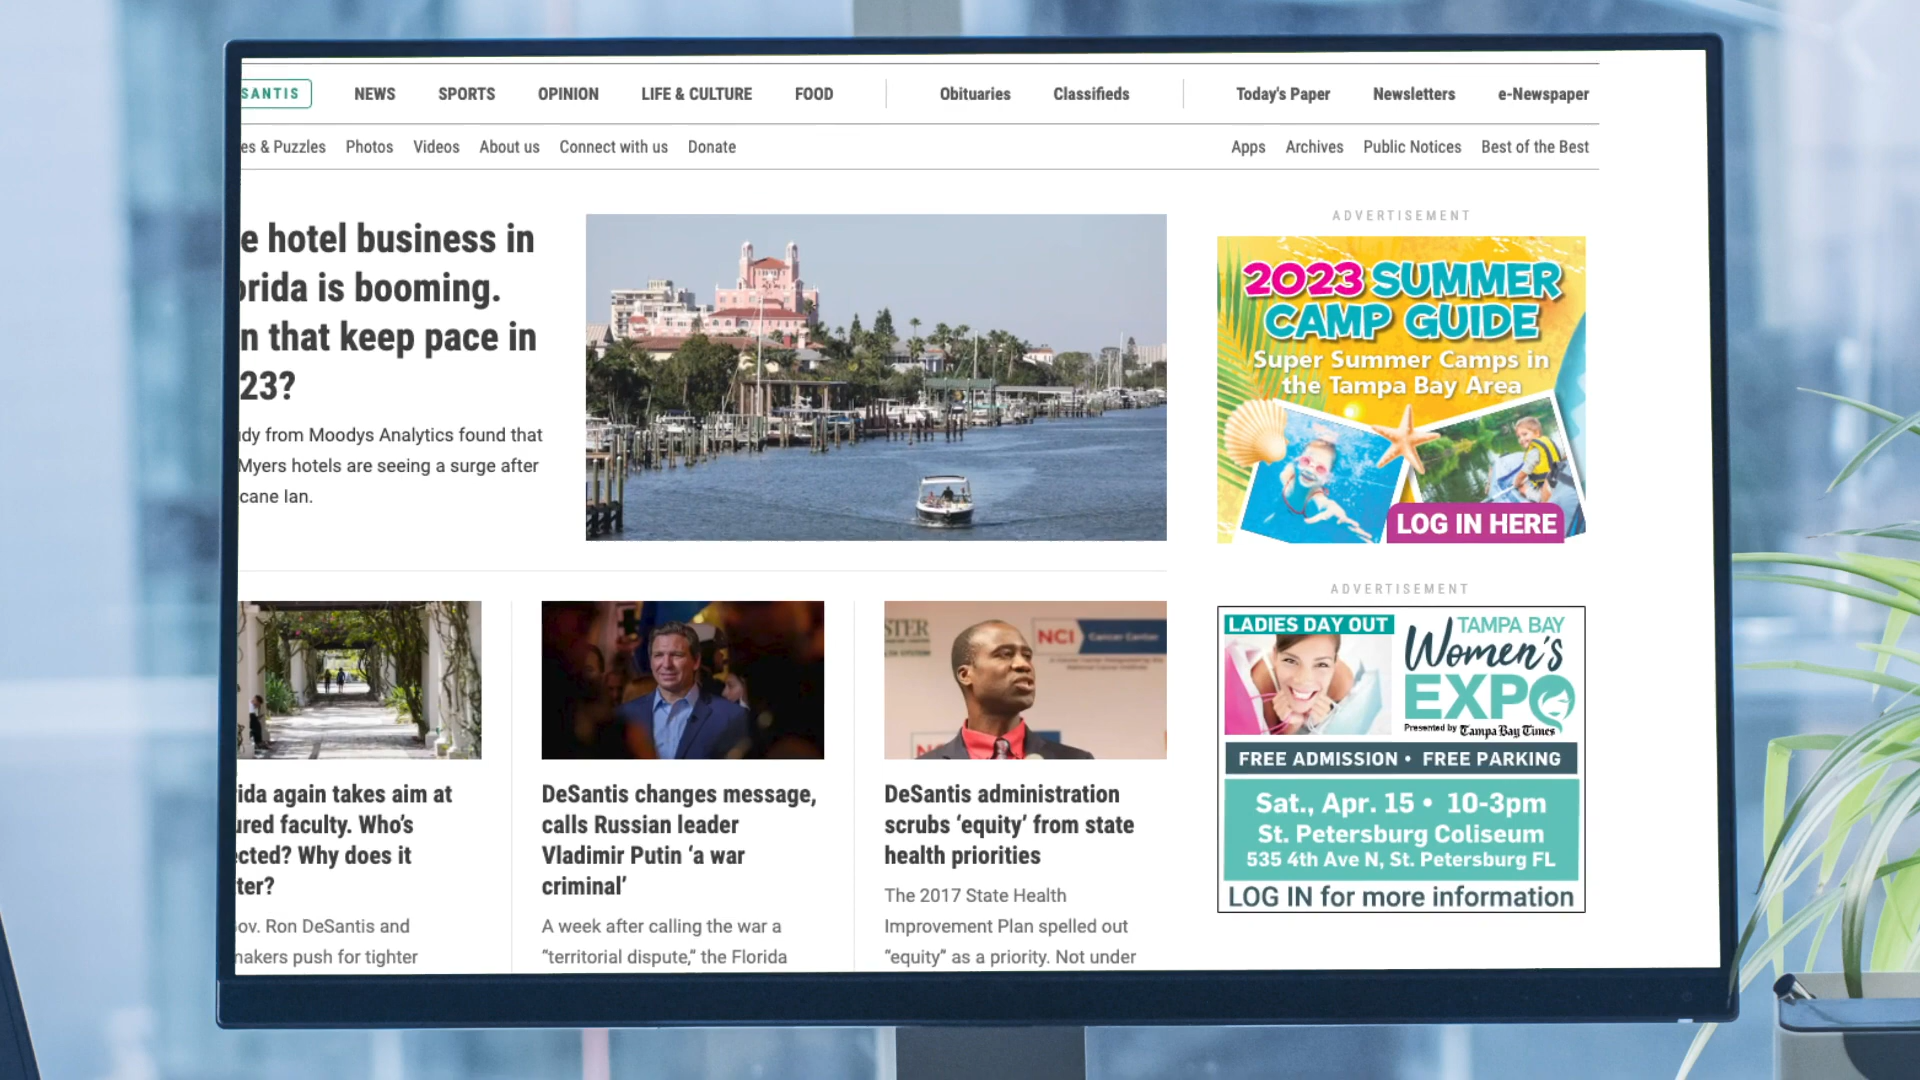 SANTIS
NEWS
SPORTS
OPINION
LIFE & CULTURE
FOOD
Obituaries
Classifieds
Today's Paper
Newsletters
e-Newspaper
es & Puzzles
Photos
Videos
About us
Connect with us
Donate
Apps
Archives
Public Notices
Best of the Best
e hotel business in
orida is booming.
n that keep pace in
23?
udy from Moodys Analytics found that
Myers hotels are seeing a surge after
cane Ian.
ADVERTISEMENT
2023 SUMMER
CAMP GUIDE
Super Summer Camps in
the Tampa Bay Area
LOG IN HERE
STER
NCI Cancer Center
rida again takes aim at
ured faculty. Who's
ected? Why does it
ter?
ov. Ron DeSantis and
makers push for tighter
DeSantis changes message,
calls Russian leader
Vladimir Putin ‘a war
criminal’
A week after calling the war a
“territorial dispute,” the Florida
DeSantis administration
scrubs ‘equity’ from state
health priorities
The 2017 State Health
Improvement Plan spelled out
“equity” as a priority. Not under
ADVERTISEMENT
LADIES DAY OUT
TAMPA BAY
Women's
EXPO
Presented by Tampa Bay Times
FREE ADMISSION • FREE PARKING
Sat., Apr. 15 • 10-3pm
St. Petersburg Coliseum
535 4th Ave N, St. Petersburg FL
LOG IN for more information